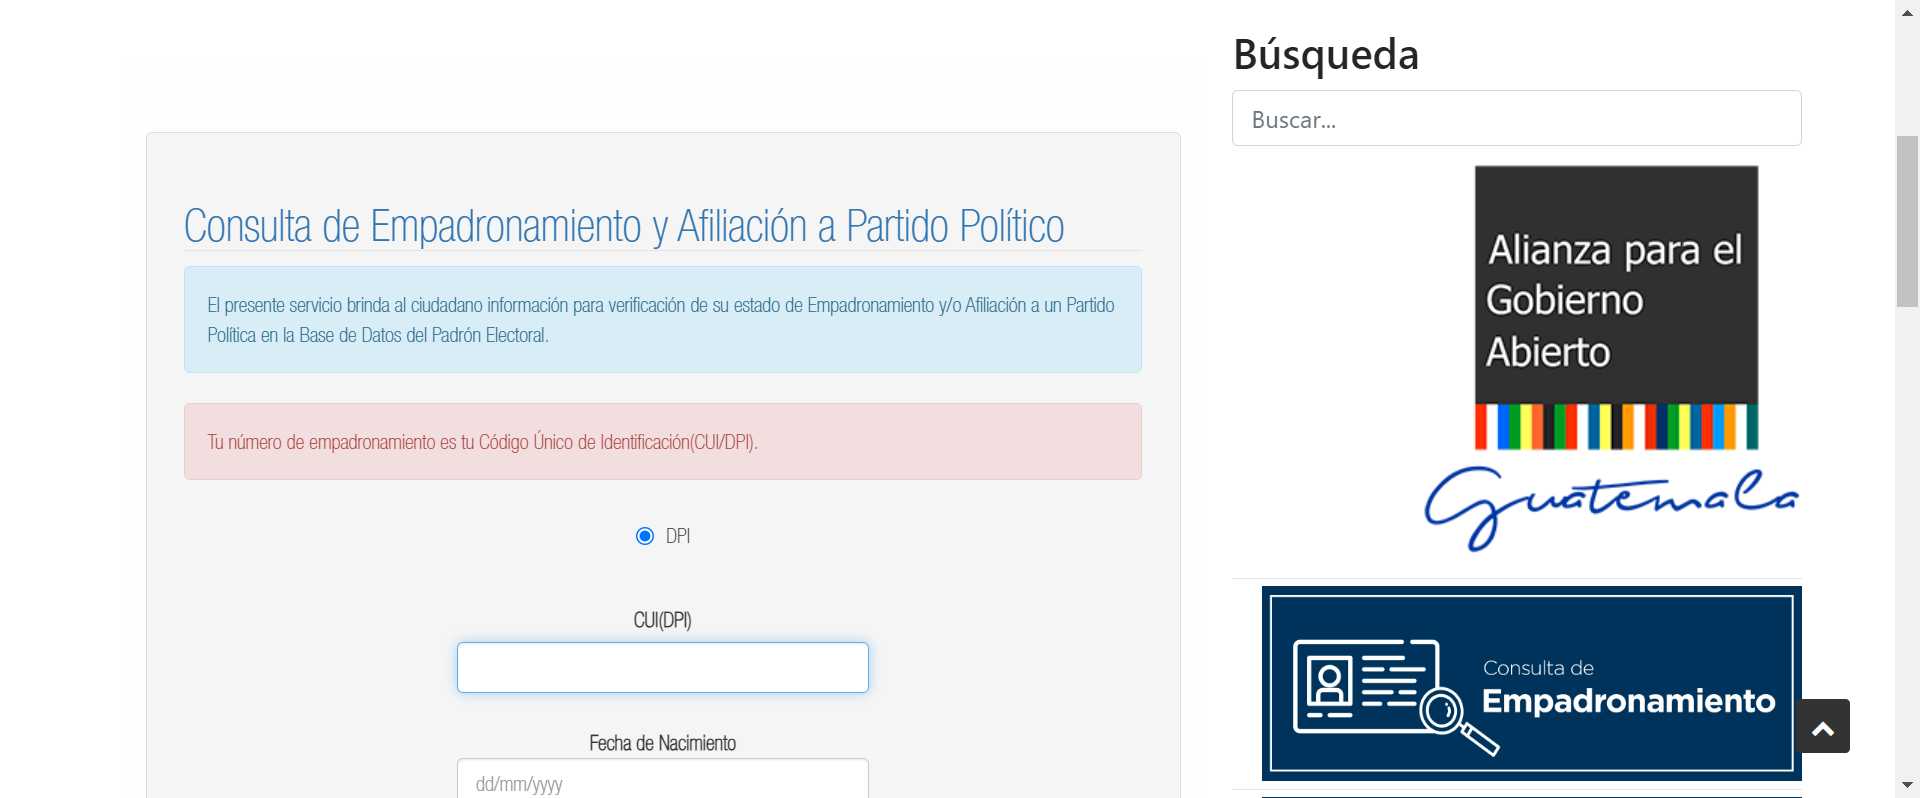 Consulta de Empadronamiento y Afiliación a Partido Político
El presente servicio brinda al ciudadano información para verificación de su estado de Empadronamiento y/o Afiliación a un Partido
Política en la Base de Datos del Padrón Electoral.
Tu número de empadronamiento es tu Código Único de Identificación(CUI/DPI).
DPI
CUI(DPI)
Fecha de Nacimiento
dd/mm/yyyy
Búsqueda
Buscar...
Alianza para el
Gobierno
Abierto
Guatemala
Consulta de
Empadronamiento